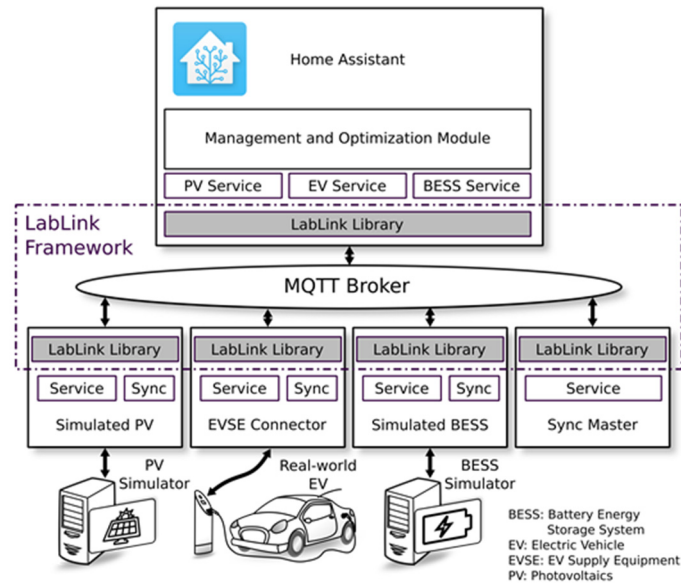 Home Assistant
Management and Optimization Module
PV Service EV Service BESS Service
LabLink
Framework
LabLink Library
MQTT Broker
LabLink Library LabLink Library LabLink Library LabLink Library
Service Sync Service Sync Service Sync Service
Simulated PV EVSE Connector Simulated BESS Sync Master
PV
Simulator
Real-world
EV
BESS
Simulator
BESS: Battery Energy
Storage System
EV: Electric Vehicle
EVSE: EV Supply Equipment
PV: Photovoltaics